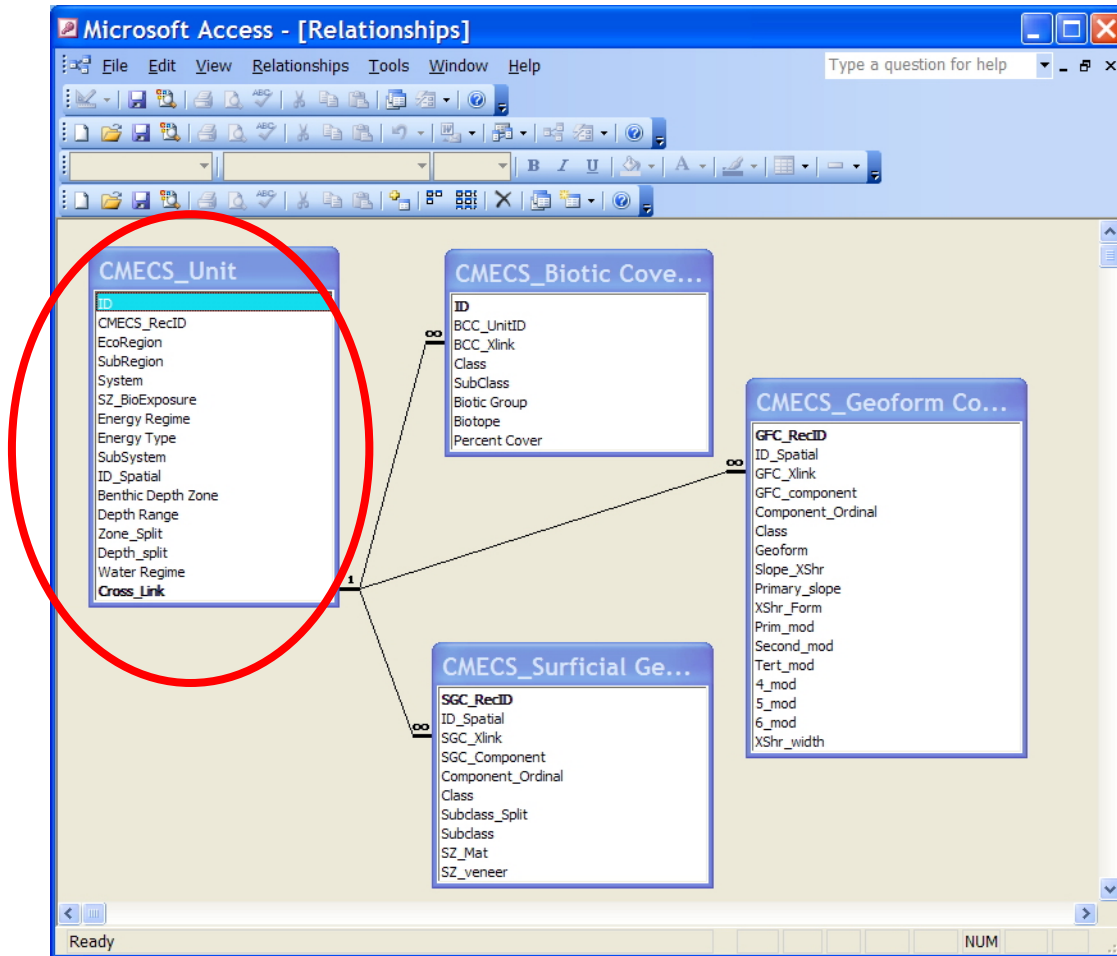 Microsoft Access - [Relationships]
File Edit View Relationships Tools Window Help
Type a question for help
B I U A
CMECS_Unit
ID
CMECS_RecID
EcoRegion
SubRegion
System
SZ_BioExposure
Energy Regime
Energy Type
SubSystem
ID_Spatial
Benthic Depth Zone
Depth Range
Zone_Split
Depth_split
Water Regime
Cross_Link
1
∞
CMECS_Biotic Cove...
ID
BCC_UnitID
BCC_Xlink
Class
SubClass
Biotic Group
Biotope
Percent Cover
∞
CMECS_Geoform Co...
GFC_RecID
ID_Spatial
GFC_Xlink
GFC_component
Component_Ordinal
Class
Geoform
Slope_XShr
Primary_slope
XShr_Form
Prim_mod
Second_mod
Tert_mod
4_mod
5_mod
6_mod
XShr_width
∞
CMECS_Surficial Ge...
SGC_RecID
ID_Spatial
SGC_Xlink
SGC_Component
Component_Ordinal
Class
Subclass_Split
Subclass
SZ_Mat
SZ_veneer
Ready
NUM